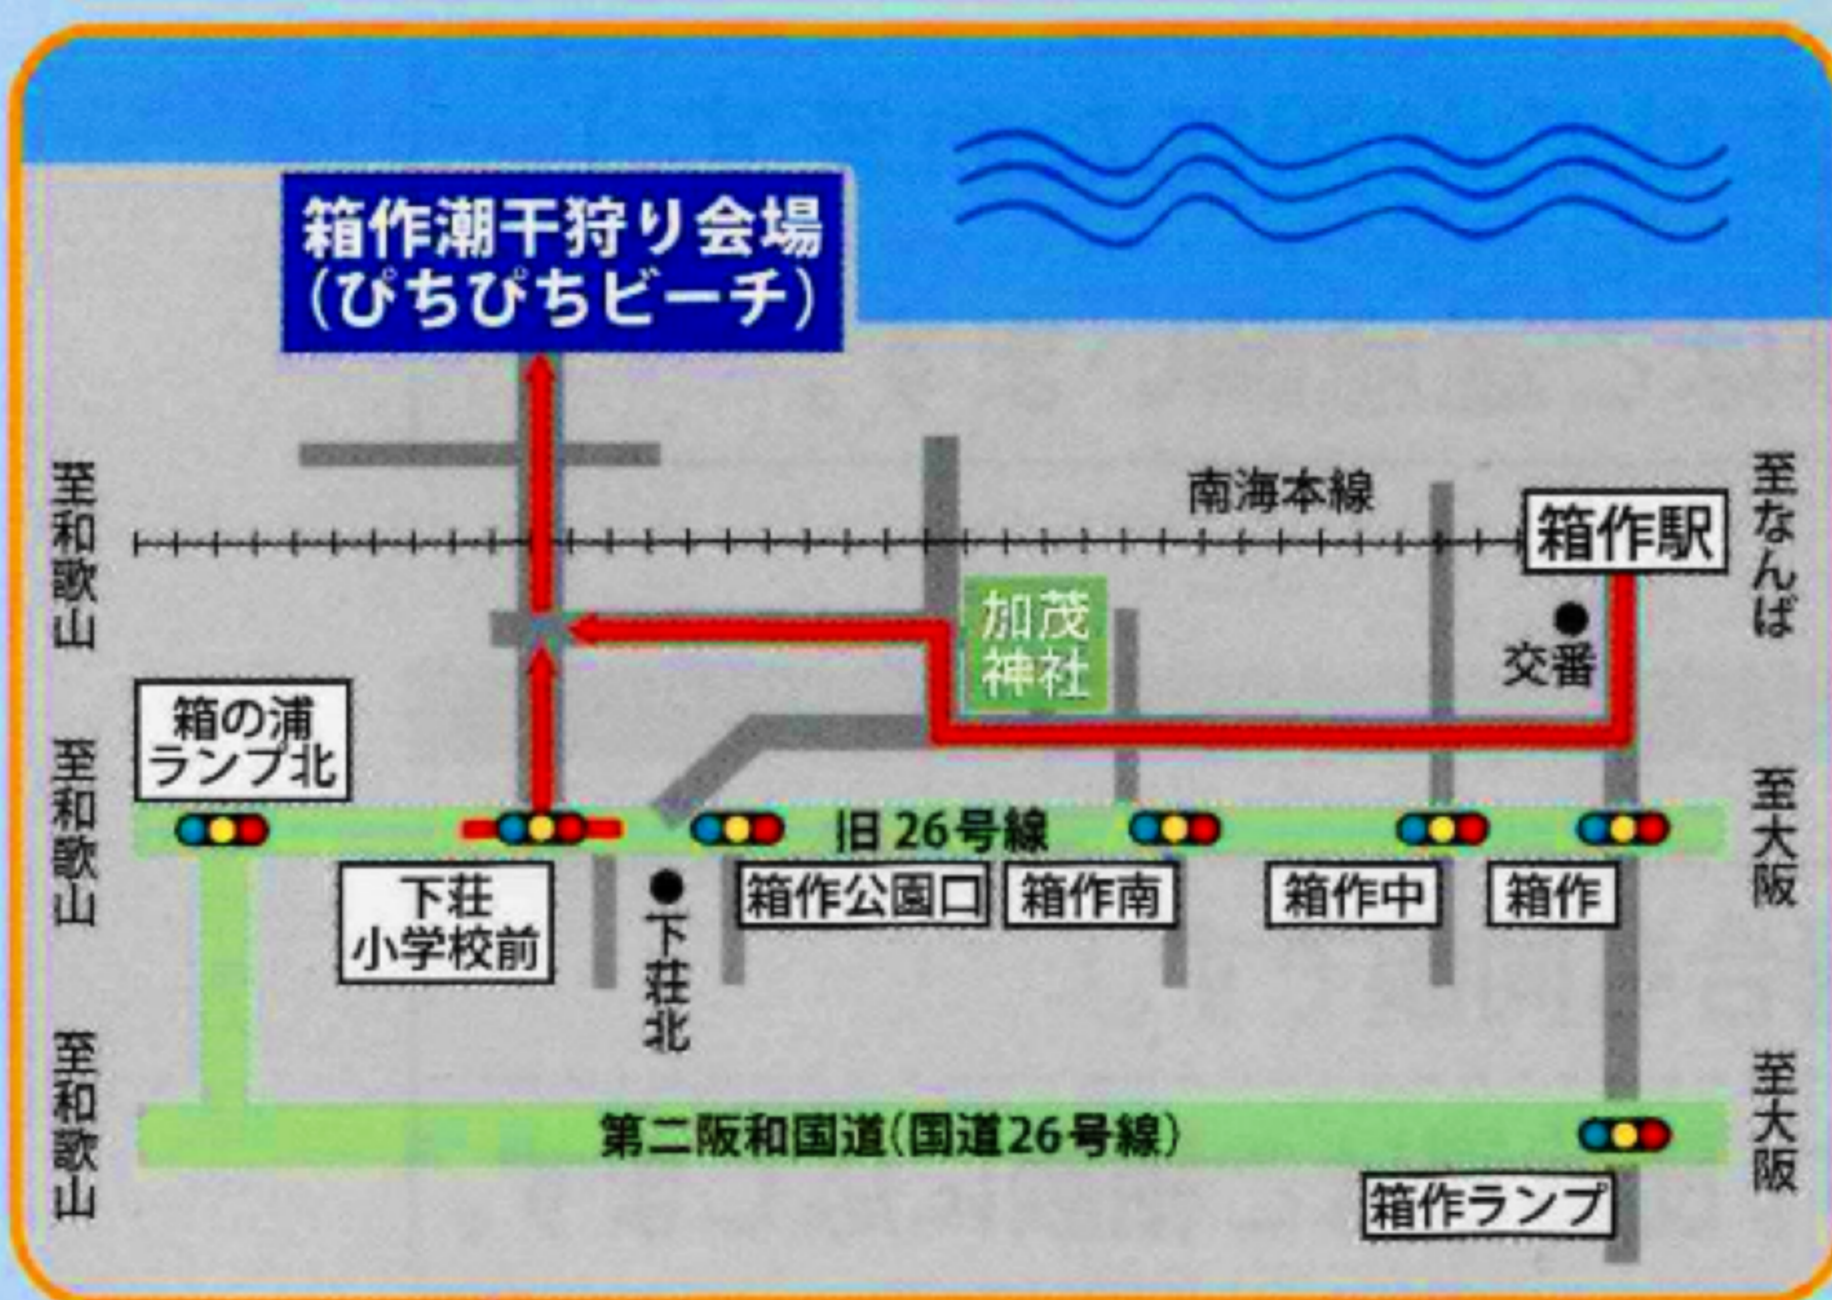 箱作潮干狩り会場
(ぴちぴちビーチ)
至和歌山
南海本線
箱作駅
至なんば
交番
加茂
神社
箱の浦
ランプ北
至和歌山
旧26号線
至大阪
下荘
小学校前
下荘北
箱作公園口
箱作南
箱作中
箱作
至和歌山
第二阪和国道(国道26号線)
至大阪
箱作ランプ